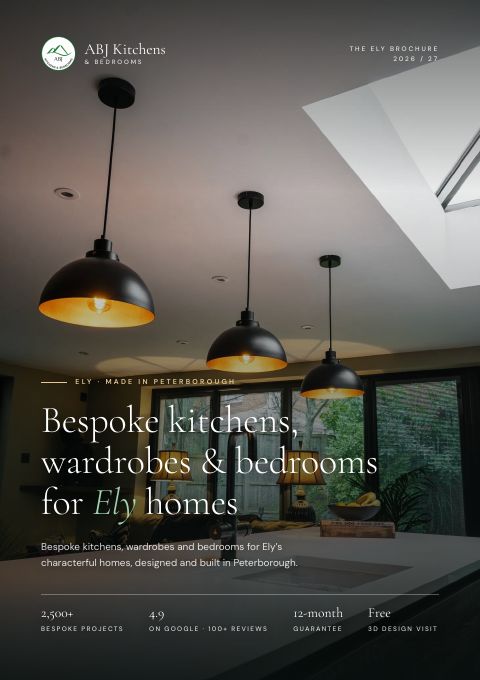 ABJ Kitchens
& BEDROOMS
THE ELY BROCHURE
2026 / 27
ABJ
ELY · MADE IN PETERBOROUGH
Bespoke kitchens,
wardrobes & bedrooms
for Ely homes
Bespoke kitchens, wardrobes and bedrooms for Ely's
characterful homes, designed and built in Peterborough.
2,500+
BESPOKE PROJECTS
4.9
ON GOOGLE · 100+ REVIEWS
12-month
GUARANTEE
Free
3D DESIGN VISIT